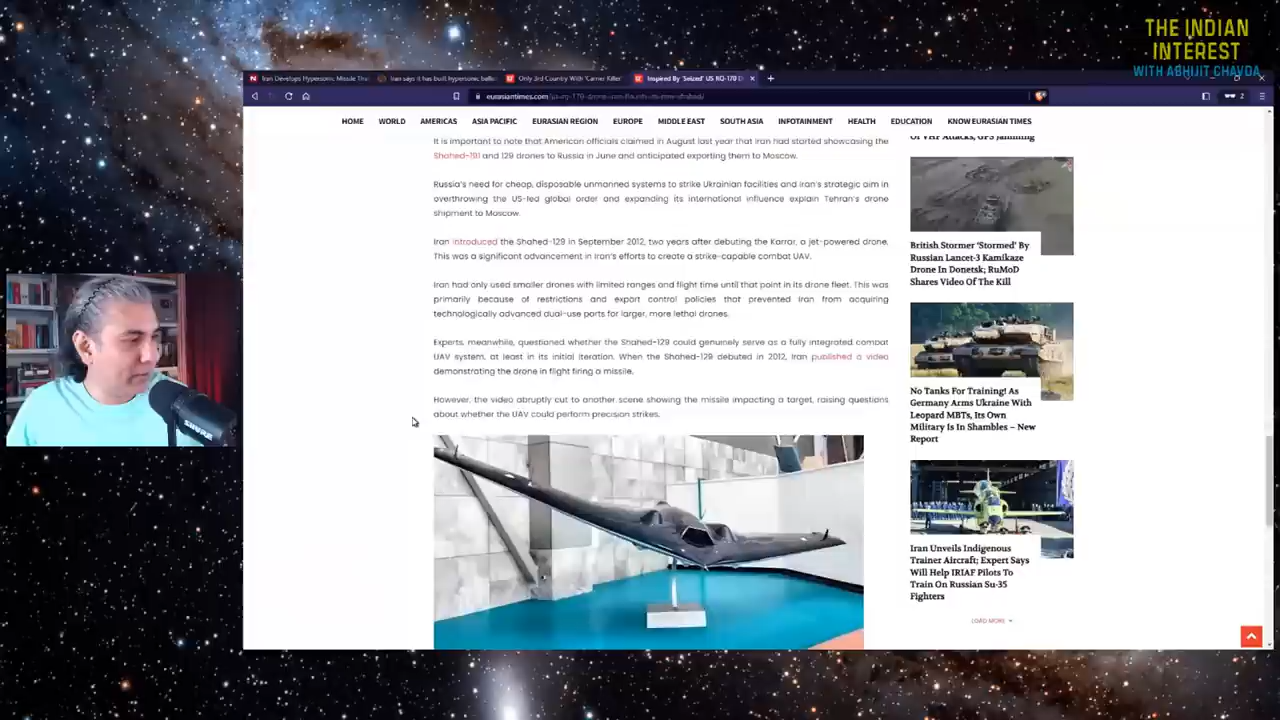 THE INDIAN
INTEREST
WITH ABHIJIT CHAVDA
Iran Develops Hypersonic Missile Tha
Iran says it has built hypersonic balli
Only 3rd Country With 'Carrier Killer'
Inspired By 'Seized' US RQ-170 D
eurasiantimes.com
2
HOME WORLD AMERICAS ASIA PACIFIC EURASIAN REGION EUROPE MIDDLE EAST SOUTH ASIA INFOTAINMENT HEALTH EDUCATION KNOW EURASIAN TIMES
It is important to note that American officials claimed in August last year that Iran had started showcasing the
Shahed-191 and 129 drones to Russia in June and anticipated exporting them to Moscow.
Russia's need for cheap, disposable unmanned systems to strike Ukrainian facilities and Iran's strategic aim in
overthrowing the US-led global order and expanding its international influence explain Tehran's drone
shipment to Moscow.
Iran introduced the Shahed-129 in September 2012, two years after debuting the Karrar, a jet-powered drone.
This was a significant advancement in Iran's efforts to create a strike-capable combat UAV.
Iran had only used smaller drones with limited ranges and flight time until that point in its drone fleet. This was
primarily because of restrictions and export control policies that prevented Iran from acquiring
technologically advanced dual-use parts for larger, more lethal drones.
Experts, meanwhile, questioned whether the Shahed-129 could genuinely serve as a fully integrated combat
UAV system, at least in its initial iteration. When the Shahed-129 debuted in 2012, Iran published a video
demonstrating the drone in flight firing a missile.
However, the video abruptly cut to another scene showing the missile impacting a target, raising questions
about whether the UAV could perform precision strikes.
Of VHF Attacks, GPS Jamming
British Stormer 'Stormed' By
Russian Lancet-3 Kamikaze
Drone In Donetsk; RuMoD
Shares Video Of The Kill
No Tanks For Training! As
Germany Arms Ukraine With
Leopard MBTs, Its Own
Military Is In Shambles – New
Report
Iran Unveils Indigenous
Trainer Aircraft; Expert Says
Will Help IRIAF Pilots To
Train On Russian Su-35
Fighters
LOAD MORE
SHURE